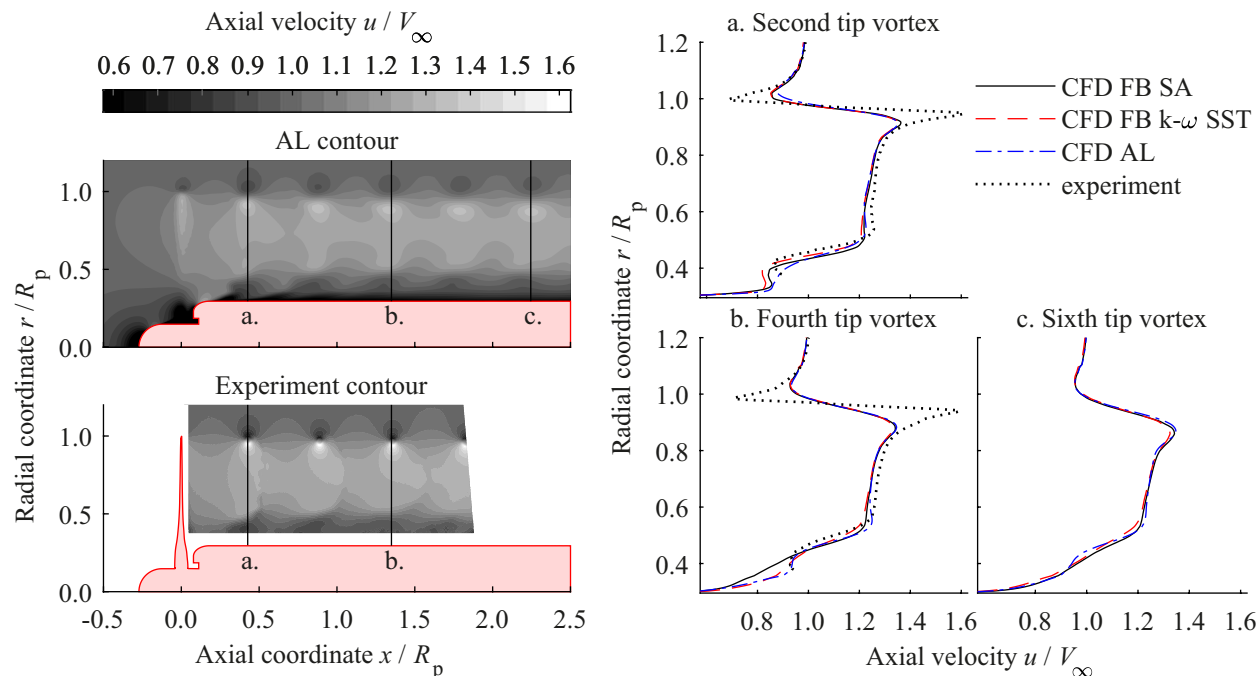 Axial velocity u / V∞
0.6 0.7 0.8 0.9 1.0 1.1 1.2 1.3 1.4 1.5 1.6
AL contour
Radial coordinate r / Rp
1.0
0.5
0.0
a. b. c.
Experiment contour
Radial coordinate r / Rp
1.0
0.5
0.0
a. b.
-0.5 0.0 0.5 1.0 1.5 2.0 2.5
Axial coordinate x / Rp
a. Second tip vortex
Radial coordinate r / Rp
1.2
1.0
0.8
0.6
0.4
CFD FB SA
CFD FB k-ω SST
CFD AL
experiment
b. Fourth tip vortex
Radial coordinate r / Rp
1.2
1.0
0.8
0.6
0.4
0.8 1.0 1.2 1.4 1.6
c. Sixth tip vortex
0.8 1.0 1.2 1.4 1.6
Axial velocity u / V∞